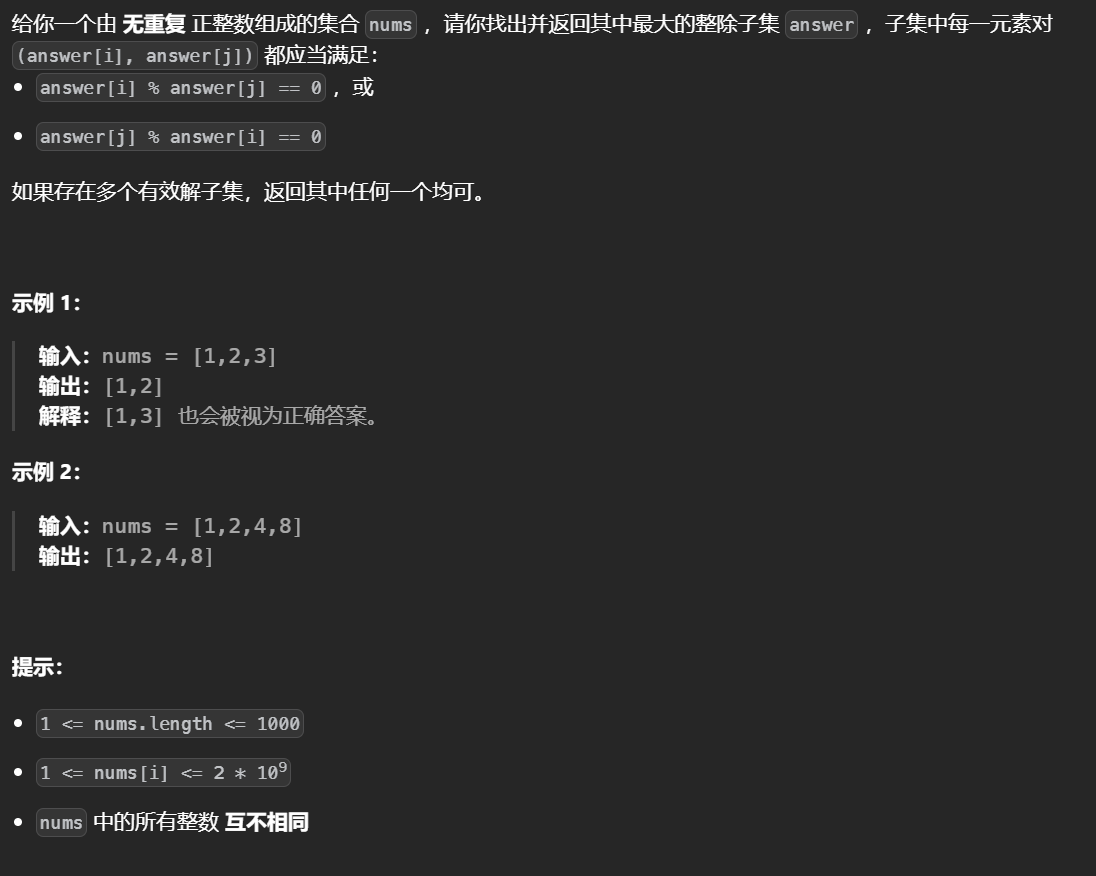 给你一个由 无重复 正整数组成的集合 nums ，请你找出并返回其中最大的整除子集 answer ，子集中每一元素对
(answer[i], answer[j]) 都应当满足：
• answer[i] % answer[j] == 0 ，或
• answer[j] % answer[i] == 0
如果存在多个有效解子集，返回其中任何一个均可。
示例 1：
输入：nums = [1,2,3]
输出：[1,2]
解释：[1,3] 也会被视为正确答案。
示例 2：
输入：nums = [1,2,4,8]
输出：[1,2,4,8]
提示：
• 1 <= nums.length <= 1000
• 1 <= nums[i] <= 2 * 10⁹
• nums 中的所有整数 互不相同